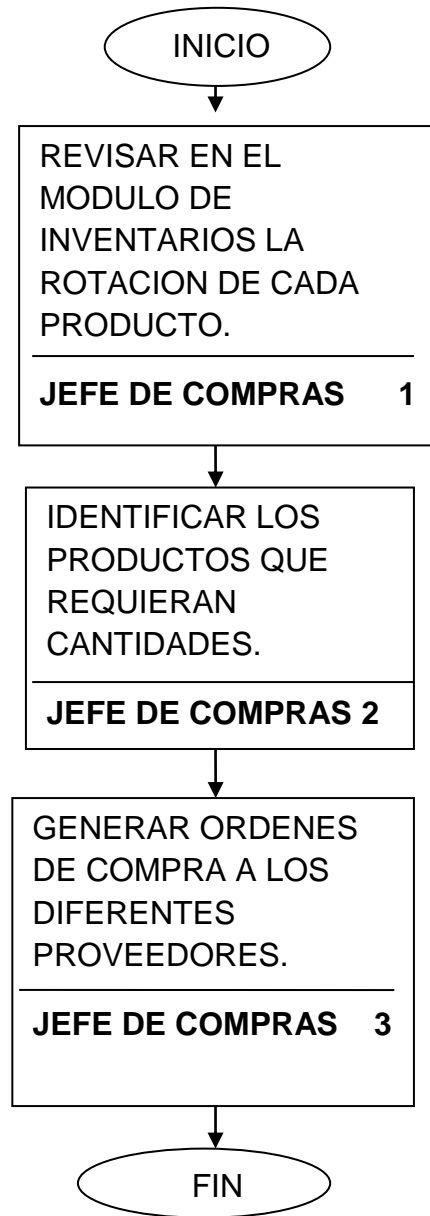 INICIO
REVISAR EN EL
MODULO DE
INVENTARIOS LA
ROTACION DE CADA
PRODUCTO.
JEFE DE COMPRAS 1
IDENTIFICAR LOS
PRODUCTOS QUE
REQUIERAN
CANTIDADES.
JEFE DE COMPRAS 2
GENERAR ORDENES
DE COMPRA A LOS
DIFERENTES
PROVEEDORES.
JEFE DE COMPRAS 3
FIN